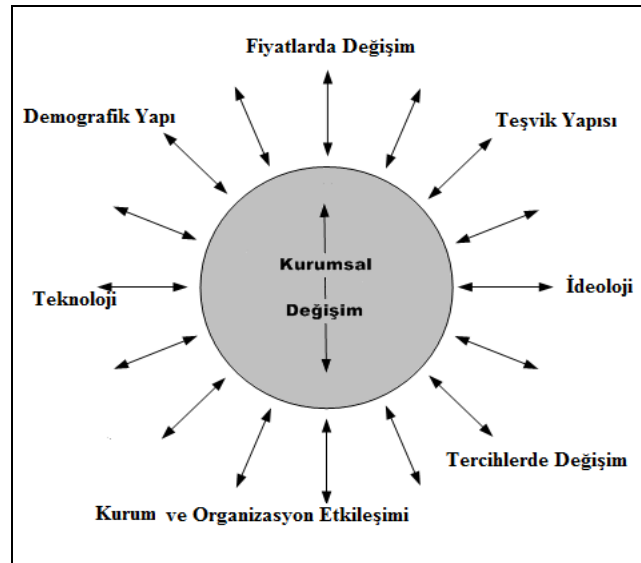 Fiyatlarda Değişim
Demografik Yapı
Teşvik Yapısı
Kurumsal
Değişim
Teknoloji
İdeoloji
Tercihlerde Değişim
Kurum ve Organizasyon Etkileşimi